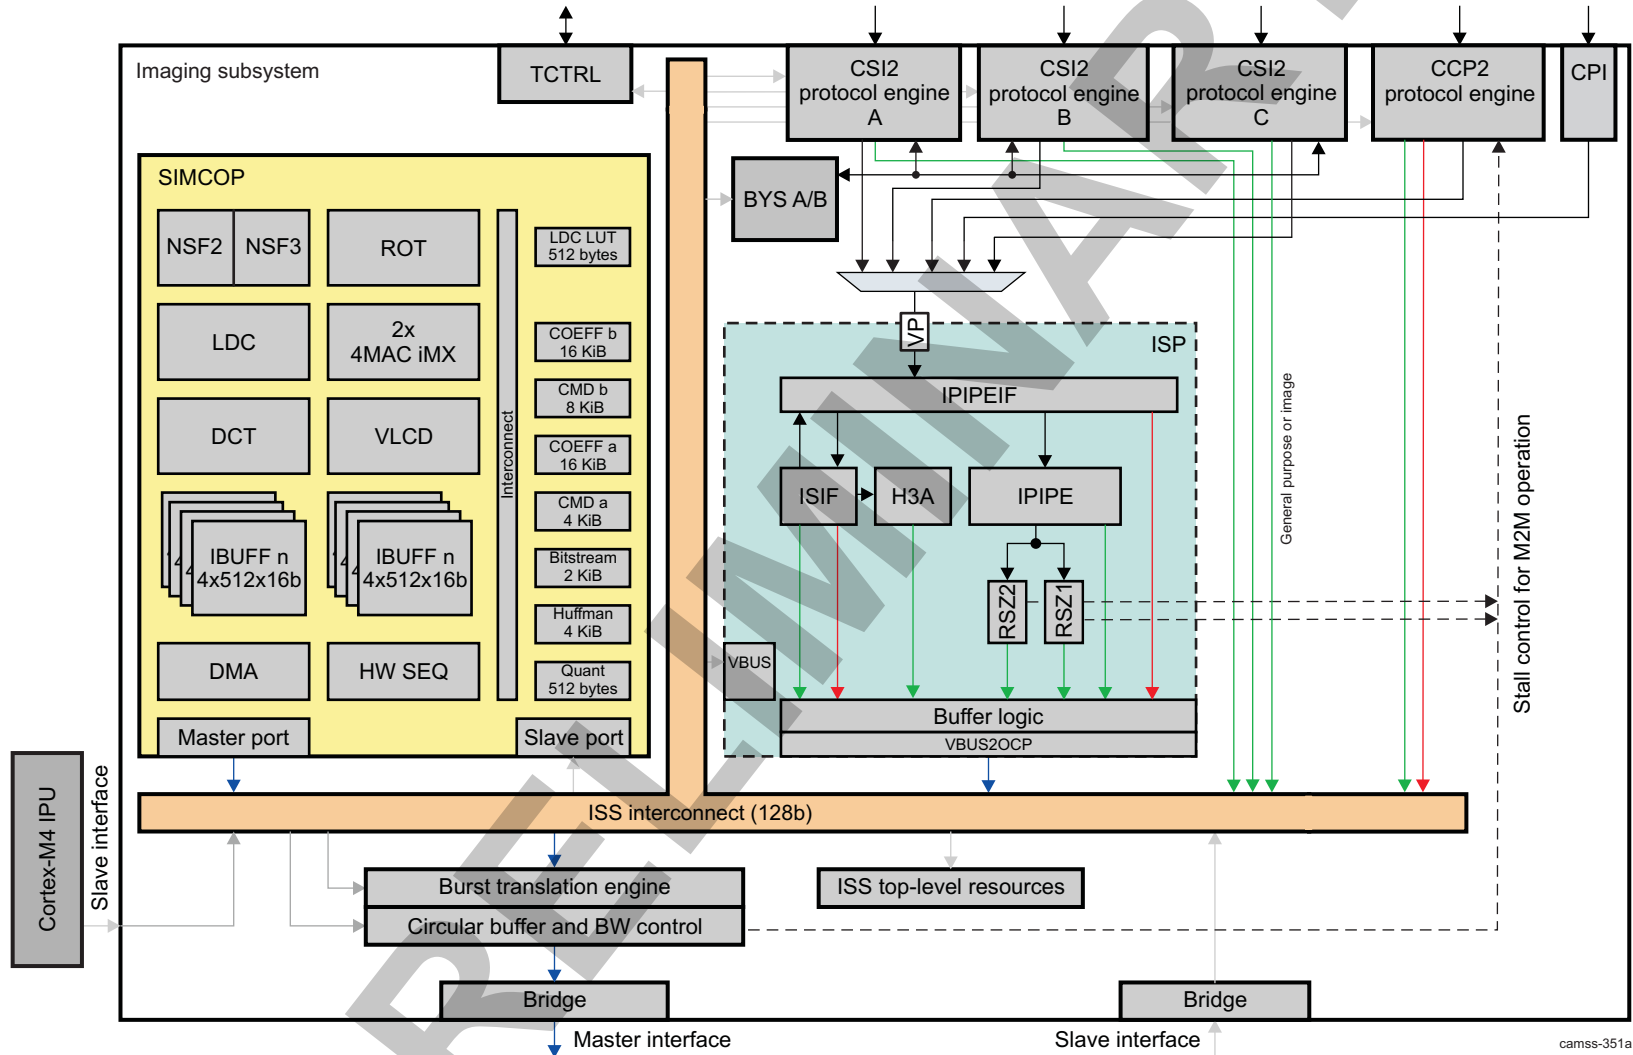 Imaging subsystem
TCTRL
CSI2
protocol engine
A
CSI2
protocol engine
B
CSI2
protocol engine
C
CCP2
protocol engine
CPI
SIMCOP
NSF2
NSF3
ROT
LDC
2x
4MAC iMX
DCT
VLCD
4
4
4
IBUFF n
4x512x16b
4
4
4
IBUFF n
4x512x16b
DMA
HW SEQ
Master port
Interconnect
LDC LUT
512 bytes
COEFF b
16 KiB
CMD b
8 KiB
COEFF a
16 KiB
CMD a
4 KiB
Bitstream
2 KiB
Huffman
4 KiB
Quant
512 bytes
Slave port
BYS A/B
VP
ISP
IPIPEIF
ISIF
H3A
IPIPE
RSZ2
RSZ1
VBUS
Buffer logic
VBUS2OCP
General purpose or image
Stall control for M2M operation
Cortex-M4 IPU
Slave interface
ISS interconnect (128b)
Burst translation engine
Circular buffer and BW control
ISS top-level resources
Bridge
Bridge
Master interface
Slave interface
camss-351a
PRELIMINARY